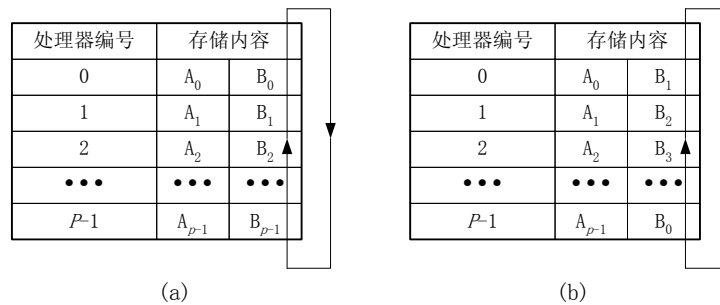 处理器编号 存储内容 处理器编号 存储内容
0 A₀ B₀ 0 A₀ B₁
1 A₁ B₁ 1 A₁ B₂
2 A₂ B₂ 2 A₂ B₃
••• ••• ••• ••• ••• •••
P-1 Aₚ₋₁ Bₚ₋₁ P-1 Aₚ₋₁ B₀
(a) (b)